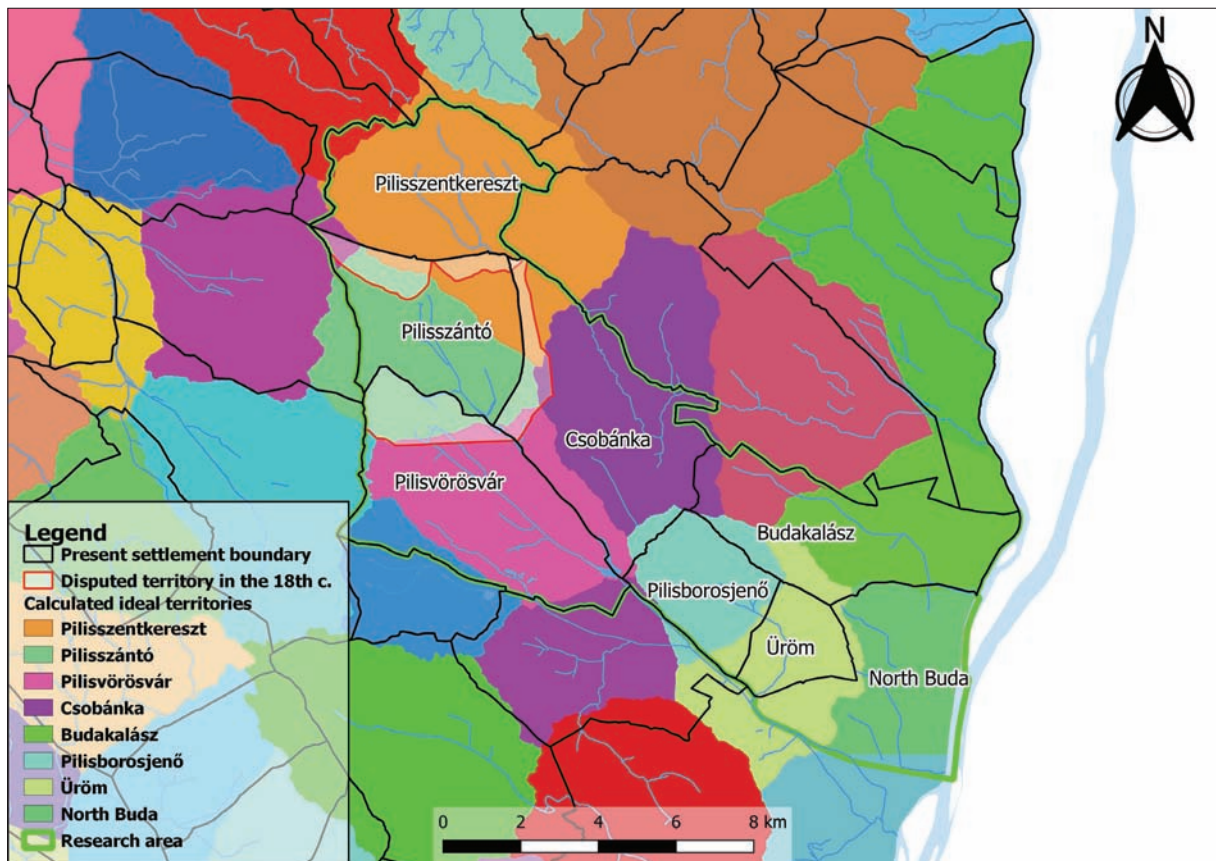 N
Pilisszentkereszt
Pilisszántó
Csobánka
Pilisvörösvár
Budakalász
Pilisborosjenő
Üröm
North Buda
Legend
Present settlement boundary
Disputed territory in the 18th c.
Calculated ideal territories
Pilisszentkereszt
Pilisszántó
Pilisvörösvár
Csobánka
Budakalász
Pilisborosjenő
Üröm
North Buda
Research area
0 2 4 6 8 km